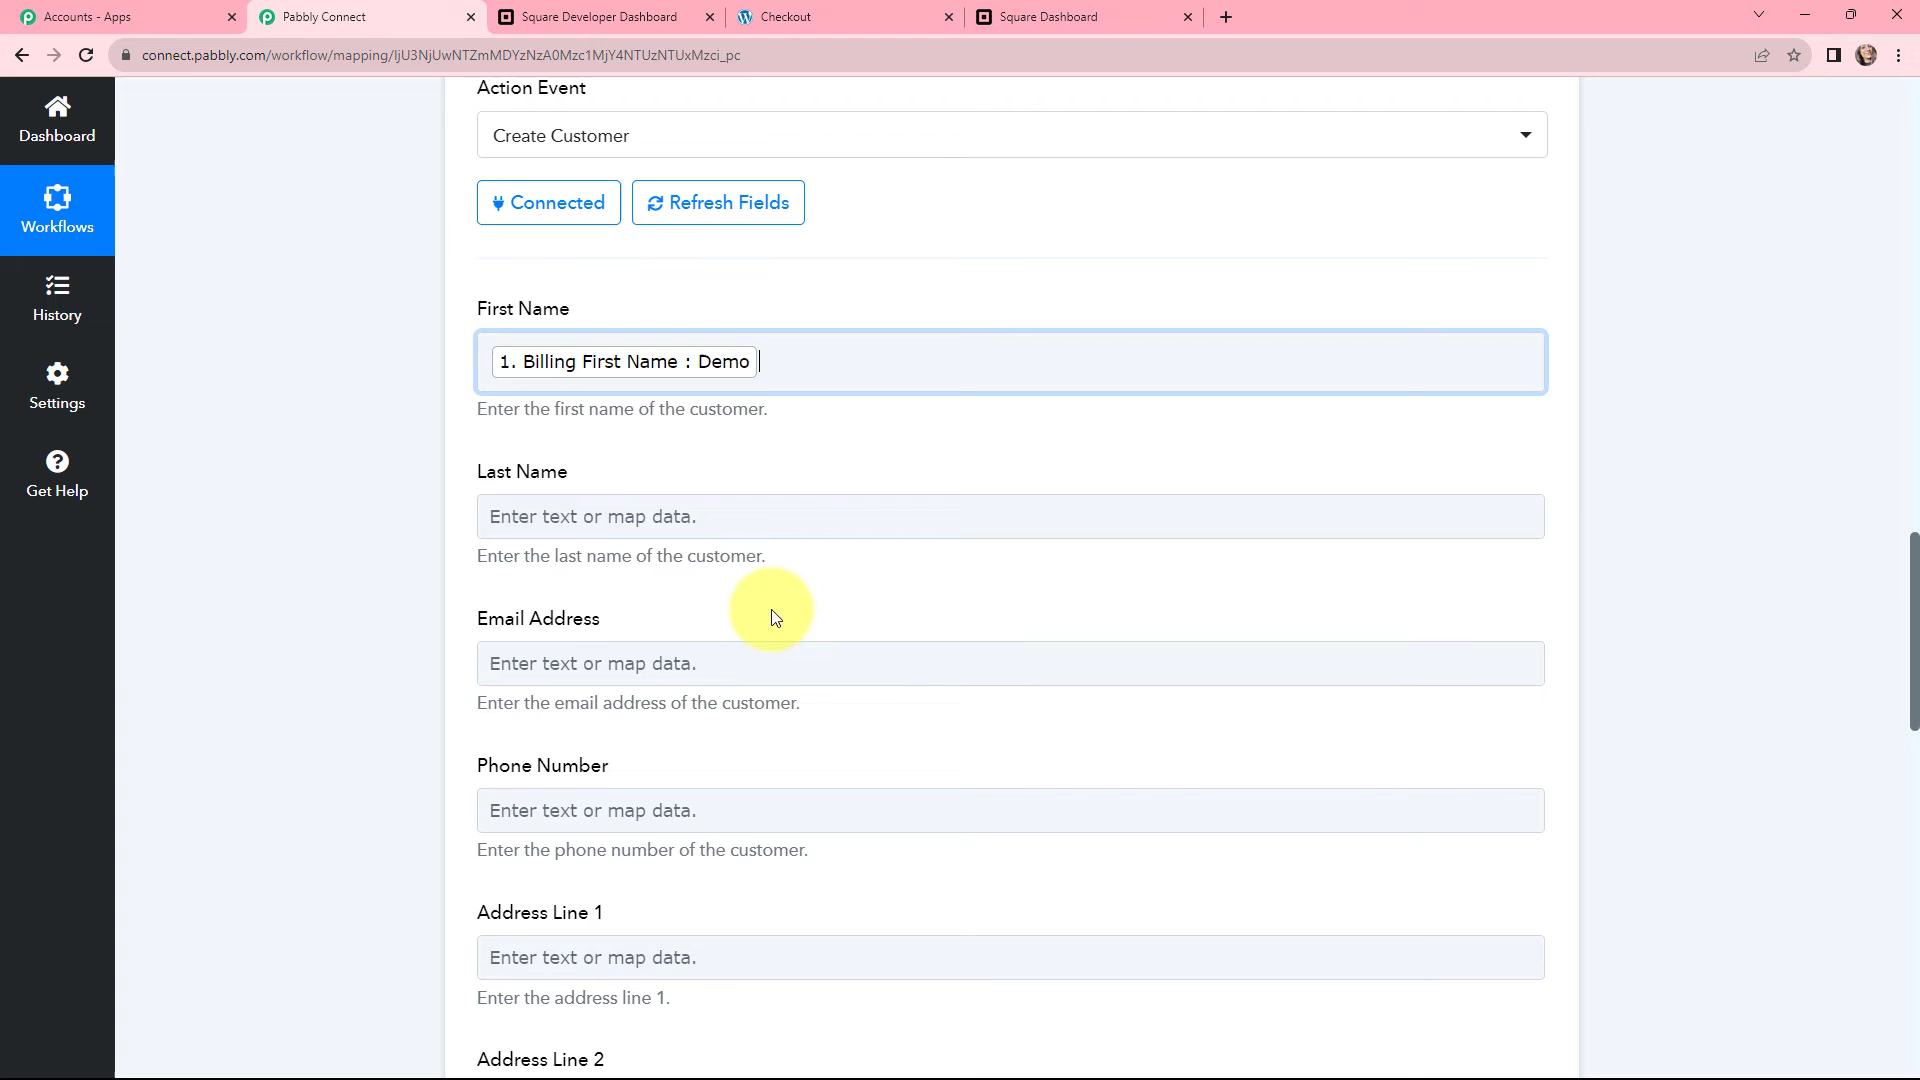 Accounts - Apps
Pabbly Connect
Square Developer Dashboard
Checkout
Square Dashboard
connect.pabbly.com/workflow/mapping/IjU3NjUwNTZmMDYzNzA0Mzc1MjY4NTUzNTUxMzci_pc
Dashboard
Workflows
History
Settings
Get Help
Action Event
Create Customer
Connected
Refresh Fields
First Name
1. Billing First Name : Demo
Enter the first name of the customer.
Last Name
Enter text or map data.
Enter the last name of the customer.
Email Address
Enter text or map data.
Enter the email address of the customer.
Phone Number
Enter text or map data.
Enter the phone number of the customer.
Address Line 1
Enter text or map data.
Enter the address line 1.
Address Line 2